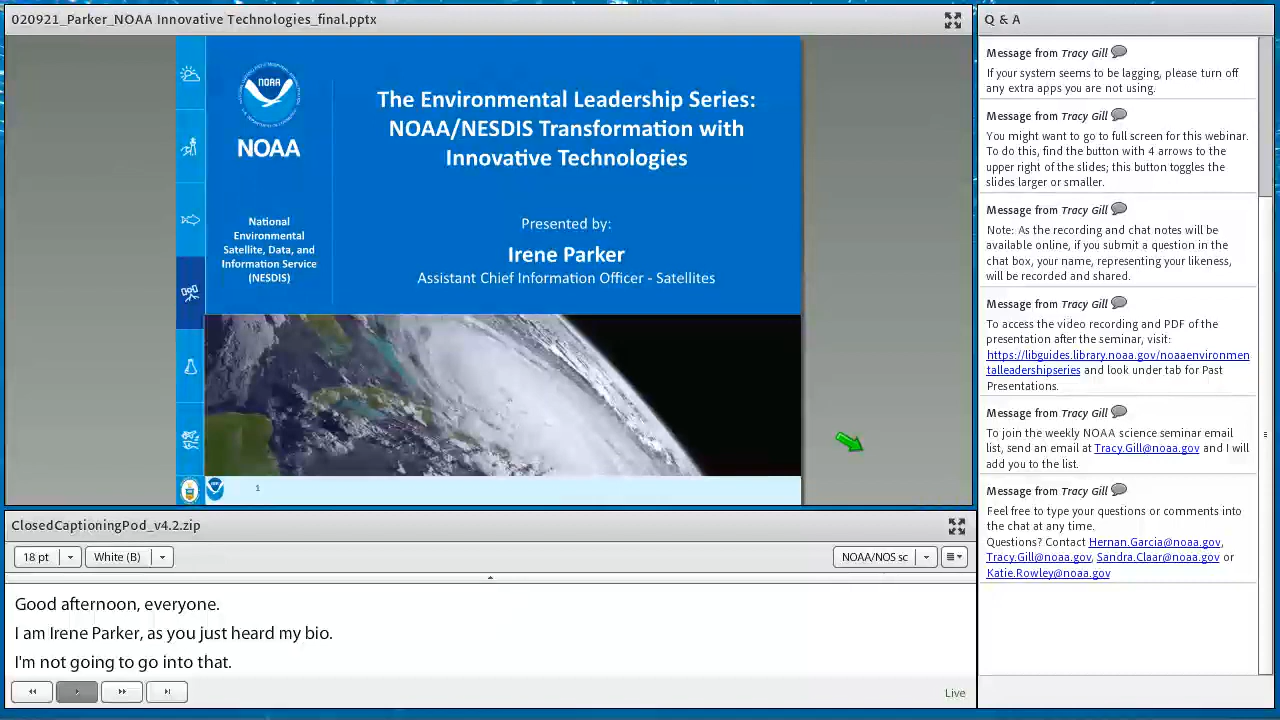 020921_Parker_NOAA Innovative Technologies_final.pptx
NOAA
NOAA
National
Environmental
Satellite, Data, and
Information Service
(NESDIS)
The Environmental Leadership Series:
NOAA/NESDIS Transformation with
Innovative Technologies
Presented by:
Irene Parker
Assistant Chief Information Officer - Satellites
1
ClosedCaptioningPod_v4.2.zip
18 pt
White (B)
NOAA/NOS sc
Good afternoon, everyone.
I am Irene Parker, as you just heard my bio.
I'm not going to go into that.
Live
Q & A
Message from Tracy Gill
If your system seems to be lagging, please turn off
any extra apps you are not using.
Message from Tracy Gill
You might want to go to full screen for this webinar.
To do this, find the button with 4 arrows to the
upper right of the slides; this button toggles the
slides larger or smaller.
Message from Tracy Gill
Note: As the recording and chat notes will be
available online, if you submit a question in the
chat box, your name, representing your likeness,
will be recorded and shared.
Message from Tracy Gill
To access the video recording and PDF of the
presentation after the seminar, visit:
https://libguides.library.noaa.gov/noaaenvironmen
talleadershipseries and look under tab for Past
Presentations.
Message from Tracy Gill
To join the weekly NOAA science seminar email
list, send an email at Tracy.Gill@noaa.gov and I will
add you to the list.
Message from Tracy Gill
Feel free to type your questions or comments into
the chat at any time.
Questions? Contact Hernan.Garcia@noaa.gov,
Tracy.Gill@noaa.gov, Sandra.Claar@noaa.gov or
Katie.Rowley@noaa.gov